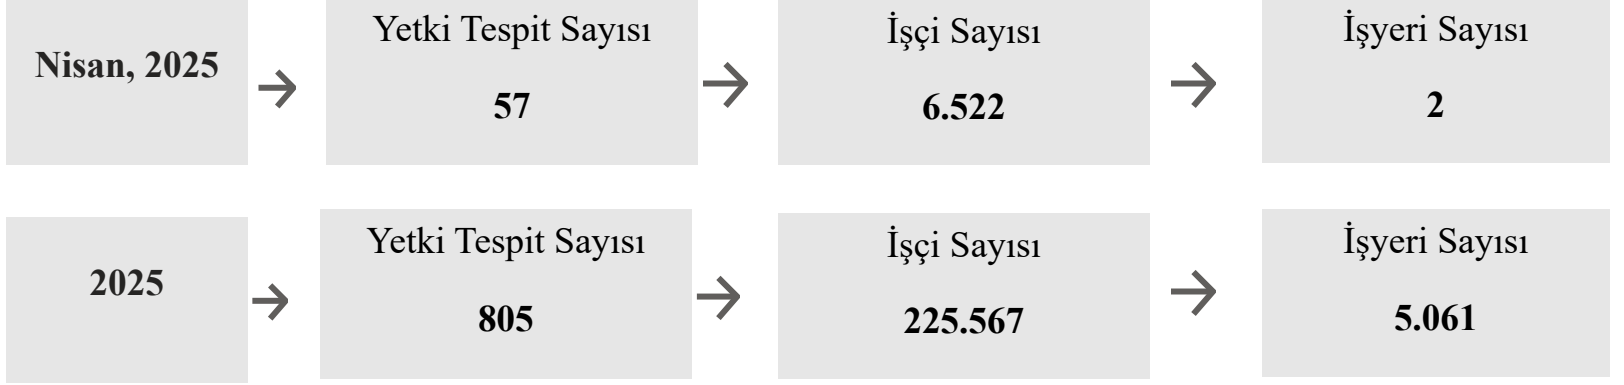 Nisan, 2025
Yetki Tespit Sayısı
57
İşçi Sayısı
6.522
İşyeri Sayısı
2
2025
Yetki Tespit Sayısı
805
İşçi Sayısı
225.567
İşyeri Sayısı
5.061